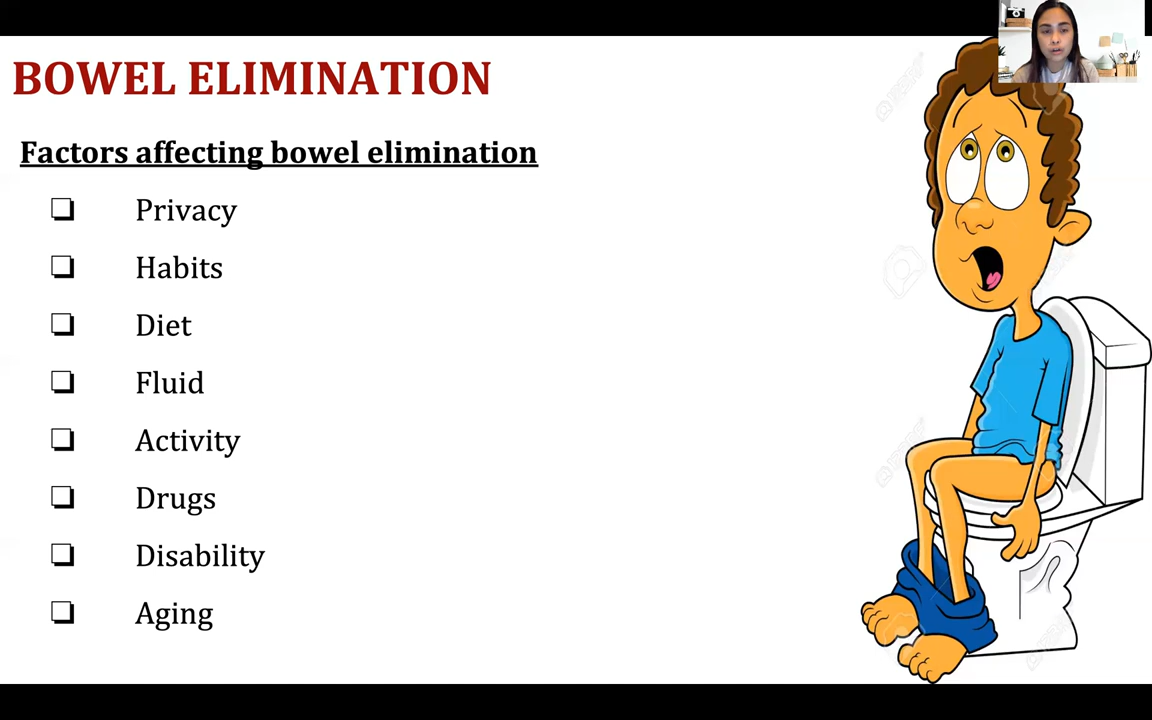 BOWEL ELIMINATION
Factors affecting bowel elimination
❏ Privacy
❏ Habits
❏ Diet
❏ Fluid
❏ Activity
❏ Drugs
❏ Disability
❏ Aging